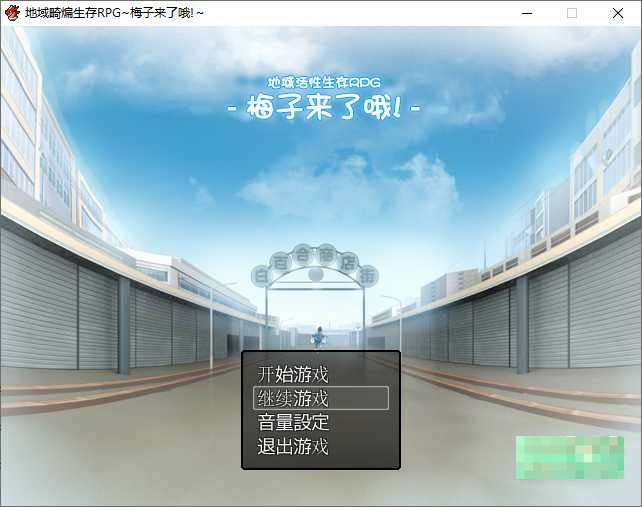 地域畸煸生存RPG~梅子来了哦!~
地域活性生存RPG
- 梅子来了哦! -
白百合商店街
开始游戏
继续游戏
音量設定
退出游戏